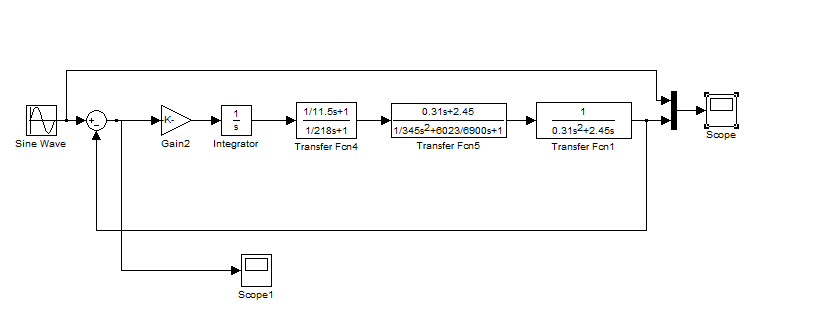 Sine Wave
+
−
-K-
Gain2
1
s
Integrator
1/11.5s+1
1/218s+1
Transfer Fcn4
0.31s+2.45
1/345s2+6023/6900s+1
Transfer Fcn5
1
0.31s2+2.45s
Transfer Fcn1
Scope
Scope1